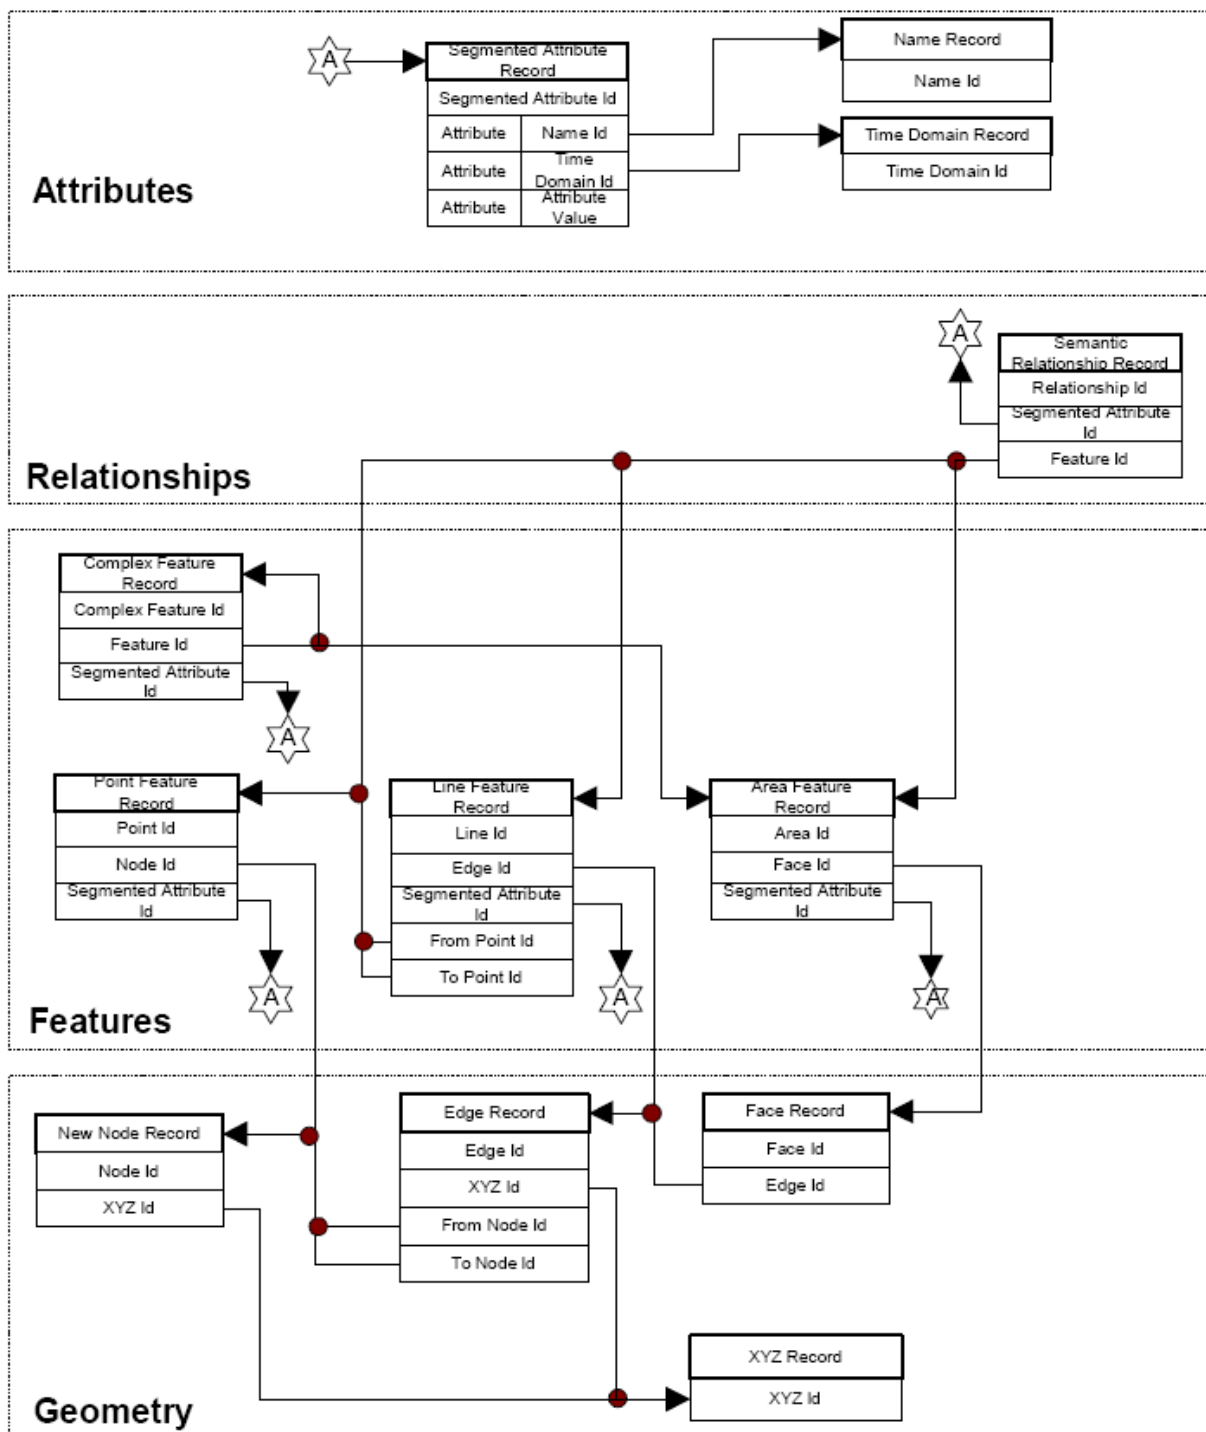 A
Segmented Attribute
Record
Segmented Attribute Id
Attribute
Name Id
Attribute
Time
Domain Id
Attribute
Attribute
Value
Name Record
Name Id
Time Domain Record
Time Domain Id
Attributes
A
Semantic
Relationship Record
Relationship Id
Segmented Attribute
Id
Feature Id
Relationships
Complex Feature
Record
Complex Feature Id
Feature Id
Segmented Attribute
Id
A
Point Feature
Record
Point Id
Node Id
Segmented Attribute
Id
A
Line Feature
Record
Line Id
Edge Id
Segmented Attribute
Id
From Point Id
To Point Id
A
Area Feature
Record
Area Id
Face Id
Segmented Attribute
Id
A
Features
New Node Record
Node Id
XYZ Id
Edge Record
Edge Id
XYZ Id
From Node Id
To Node Id
Face Record
Face Id
Edge Id
XYZ Record
XYZ Id
Geometry